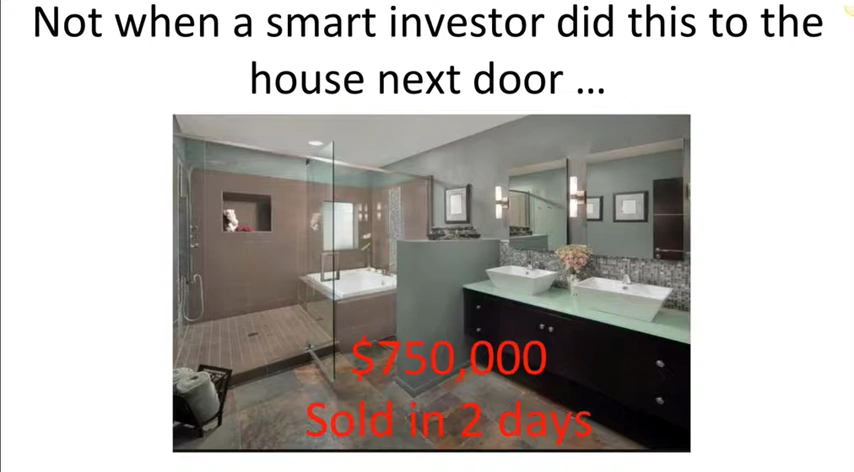 Not when a smart investor did this to the
house next door ...
$750,000
Sold in 2 days